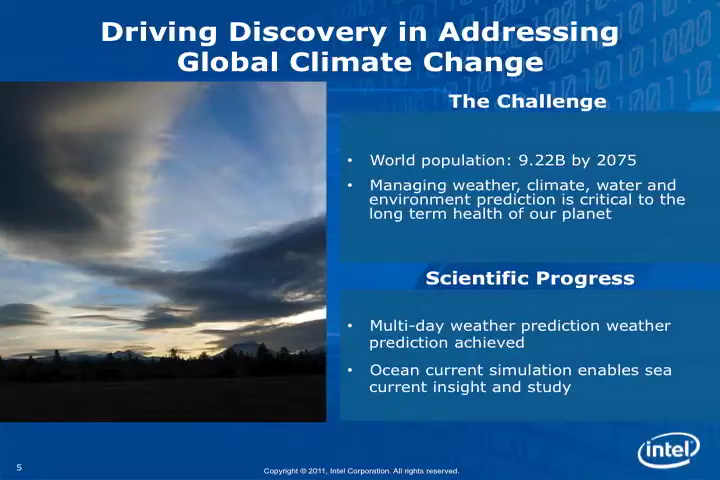 Driving Discovery in Addressing
Global Climate Change
The Challenge
• World population: 9.22B by 2075
• Managing weather, climate, water and
environment prediction is critical to the
long term health of our planet
Scientific Progress
• Multi-day weather prediction weather
prediction achieved
• Ocean current simulation enables sea
current insight and study
intel
5
Copyright © 2011, Intel Corporation. All rights reserved.